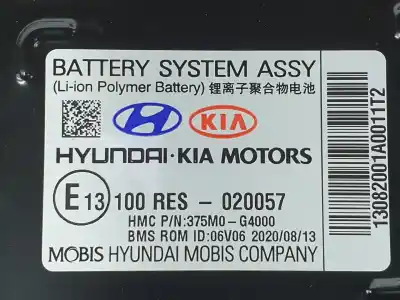 BATTERY SYSTEM ASSY
(Li-ion Polymer Battery) 锂离子聚合物电池
KIA
HYUNDAI·KIA MOTORS
E13 100 RES - 020057
HMC P/N:375M0-G4000
BMS ROM ID:06V06 2020/08/13
MOBIS HYUNDAI MOBIS COMPANY
13082001A0011T2